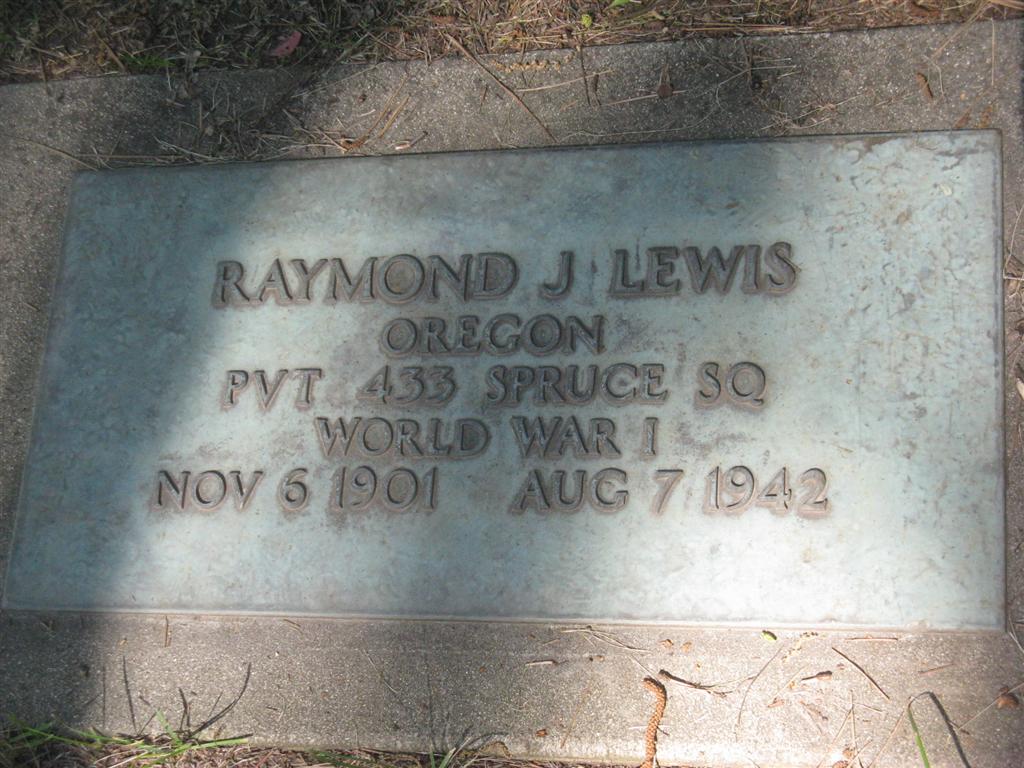 RAYMOND J LEWIS
OREGON
PVT 433 SPRUCE SQ
WORLD WAR I
NOV 6 1901 AUG 7 1942